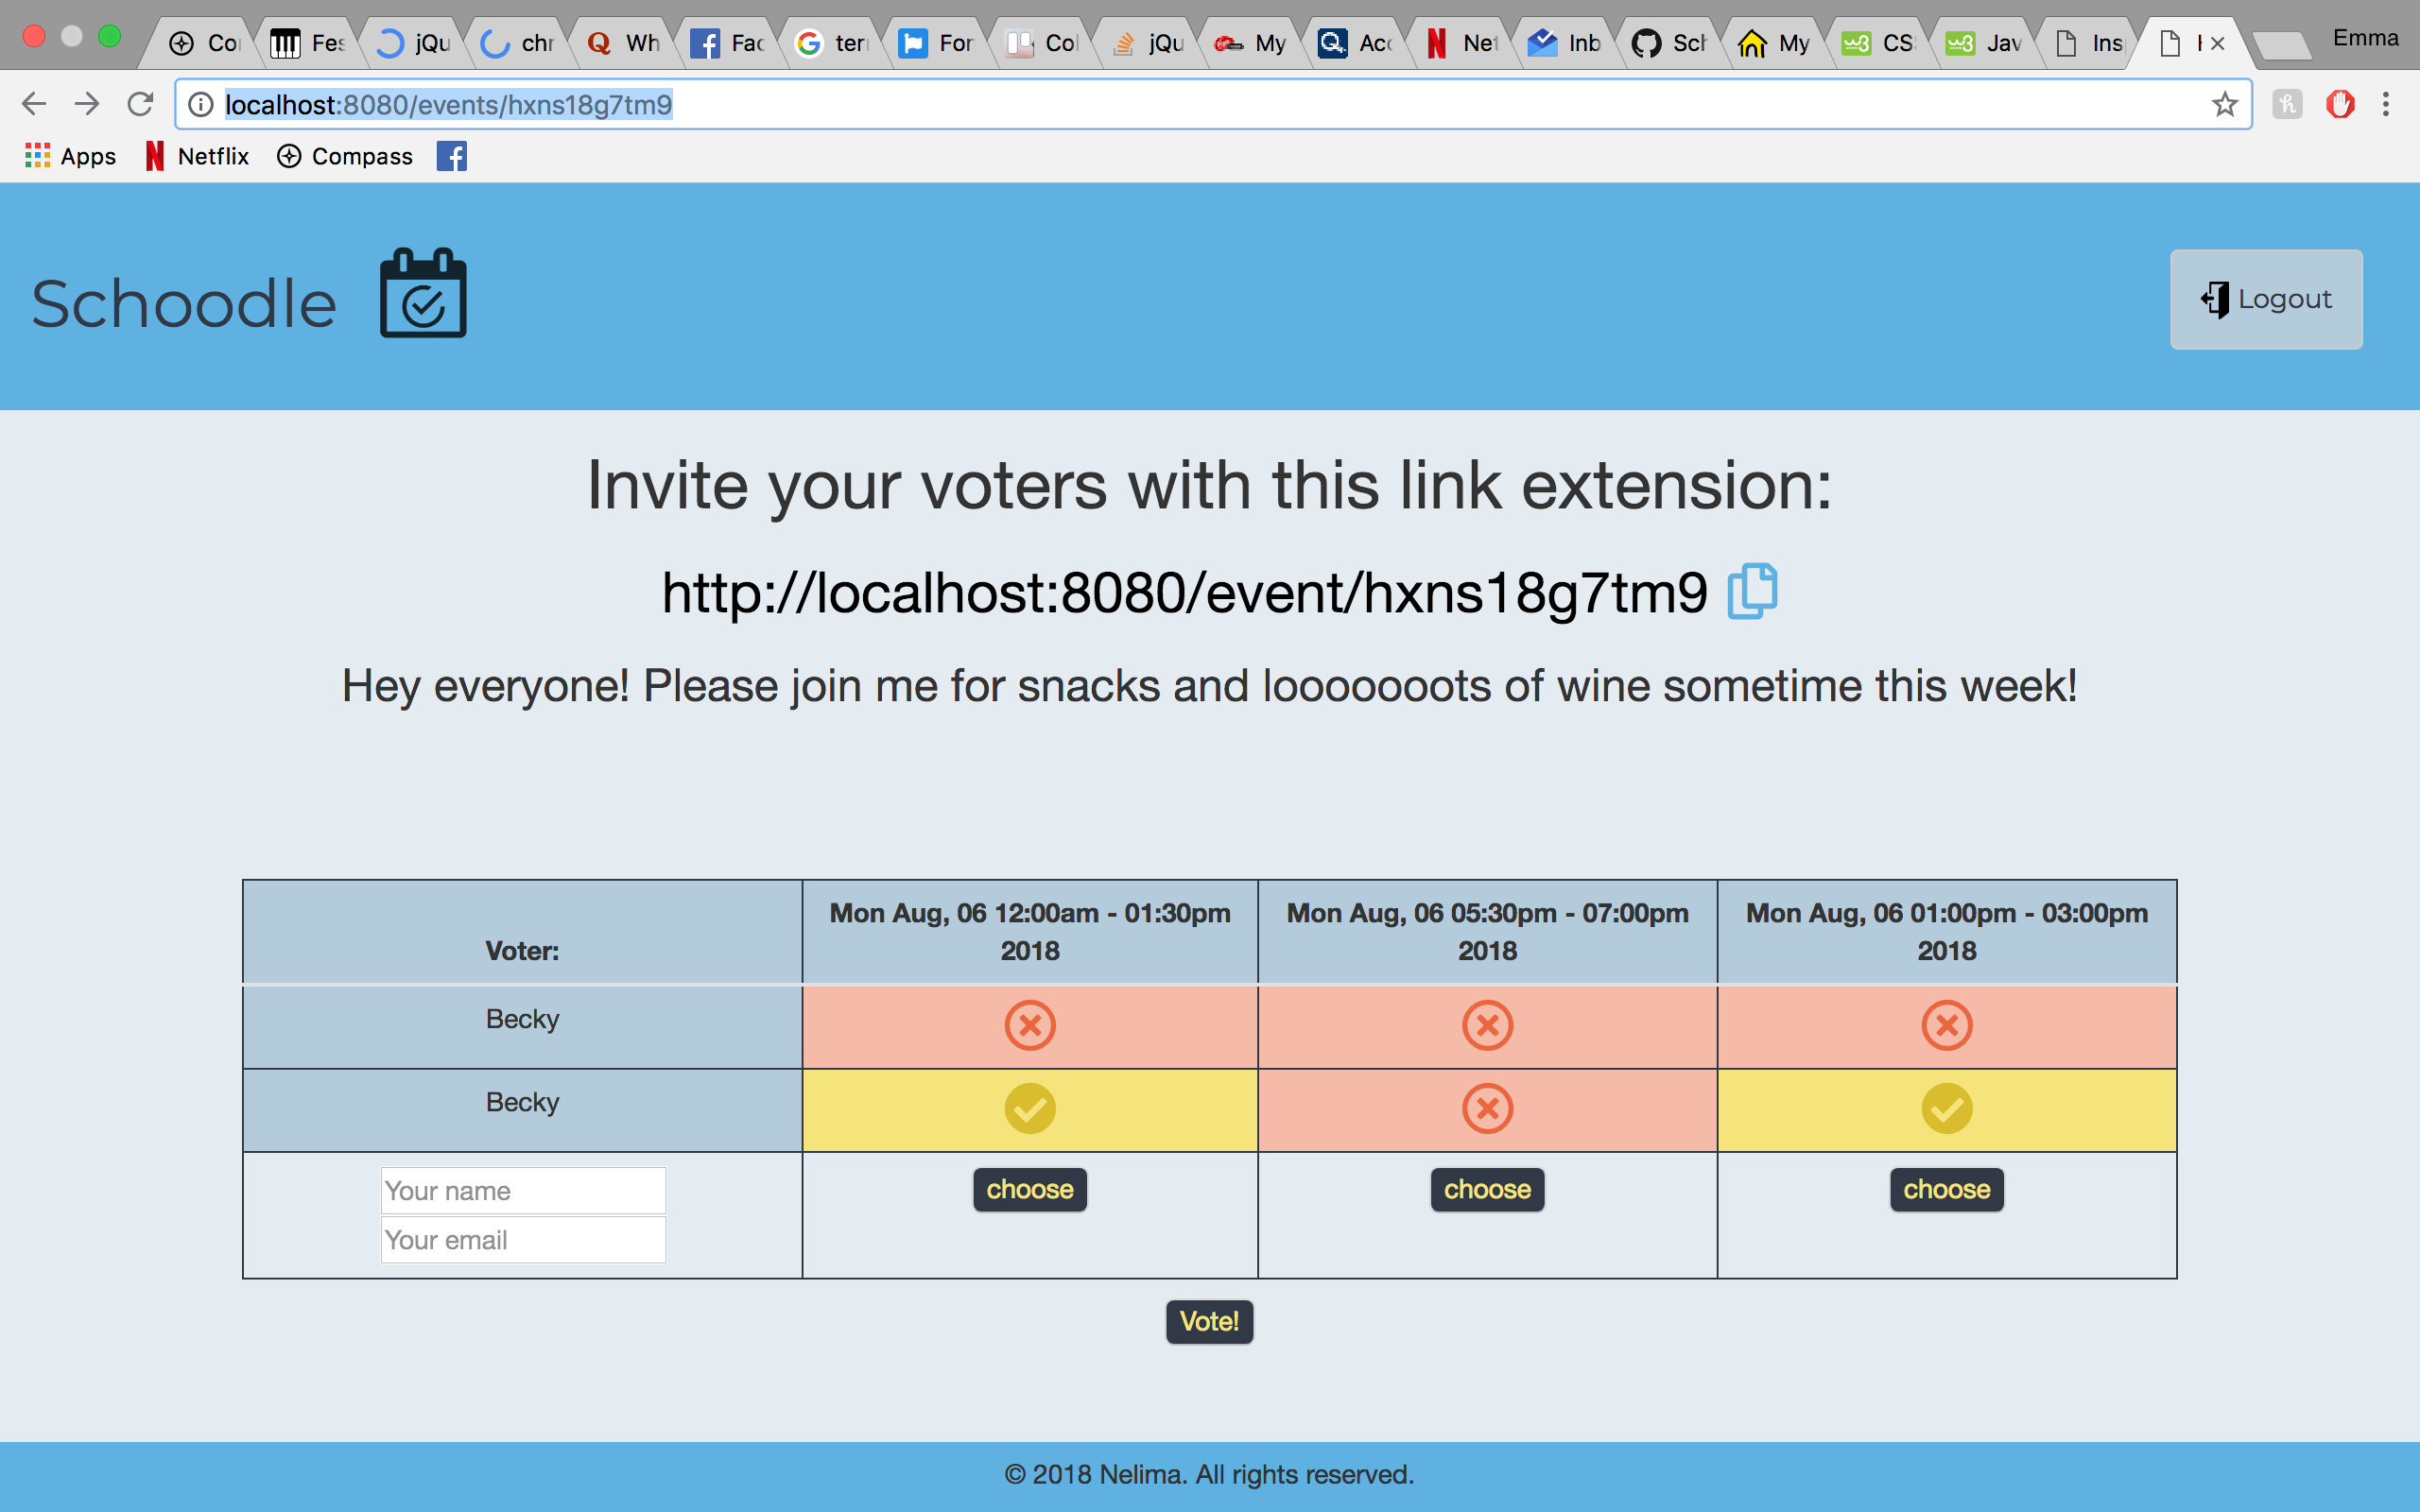 Fes
jQu
chr
Wh
Fac
ter
For
Col
jQu
My
Acc
Net
Inb
Sch
My
CS
Jav
Ins
Emma
localhost:8080/events/hxns18g7tm9
Apps
Netflix
Compass
Schoodle
Logout
Invite your voters with this link extension:
http://localhost:8080/event/hxns18g7tm9
Hey everyone! Please join me for snacks and looooooots of wine sometime this week!
Voter:
Mon Aug, 06 12:00am - 01:30pm
2018
Mon Aug, 06 05:30pm - 07:00pm
2018
Mon Aug, 06 01:00pm - 03:00pm
2018
Becky
Becky
Your name
Your email
choose
choose
choose
Vote!
© 2018 Nelima. All rights reserved.